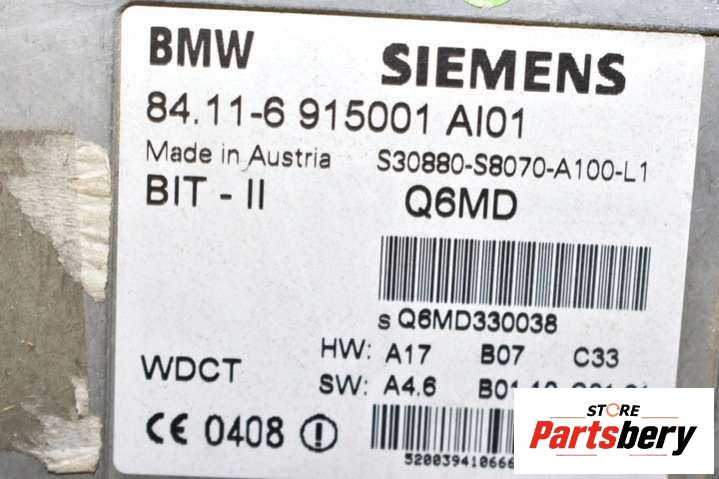 BMW SIEMENS
84.11-6 915001 AI01
Made in Austria S30880-S8070-A100-L1
BIT - II Q6MD
s Q6MD330038
HW: A17 B07 C33
WDCT
SW: A4.6
CE 0408
52003941066
STORE
Partsbery